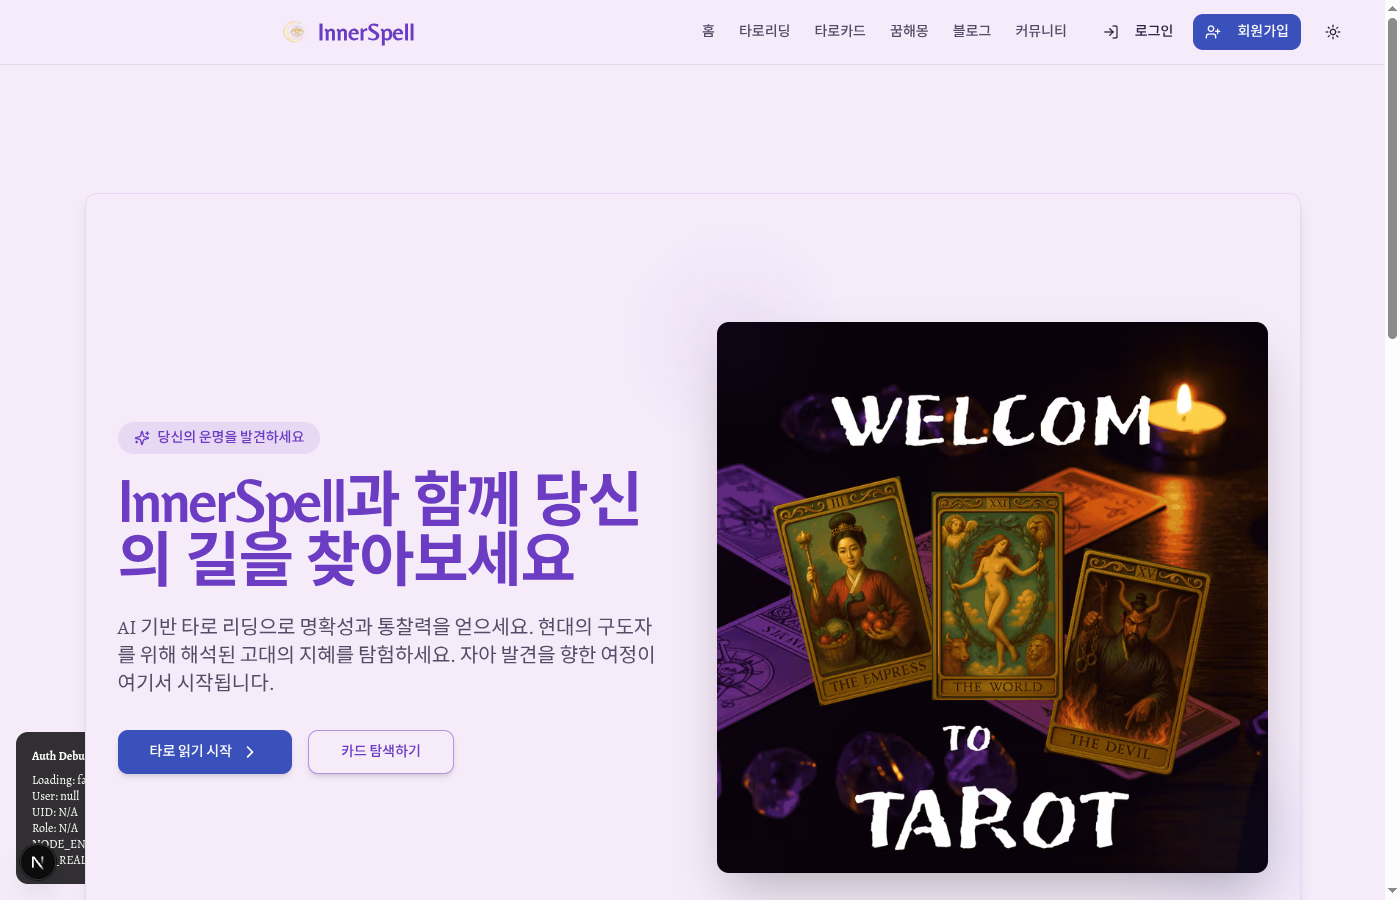 InnerSpell
홈 타로리딩 타로카드 꿈해몽 블로그 커뮤니티 로그인 회원가입
당신의 운명을 발견하세요
InnerSpell과 함께 당신
의 길을 찾아보세요
AI 기반 타로 리딩으로 명확성과 통찰력을 얻으세요. 현대의 구도자
를 위해 해석된 고대의 지혜를 탐험하세요. 자아 발견을 향한 여정이
여기서 시작됩니다.
타로 읽기 시작
카드 탐색하기
WELCOM
III
THE EMPRESS
XXI
THE WORLD
XV
THE DEVIL
TO
TAROT
Auth Debu
Loading: fa
User: null
UID: N/A
Role: N/A
NODE_EN
_REAL
N